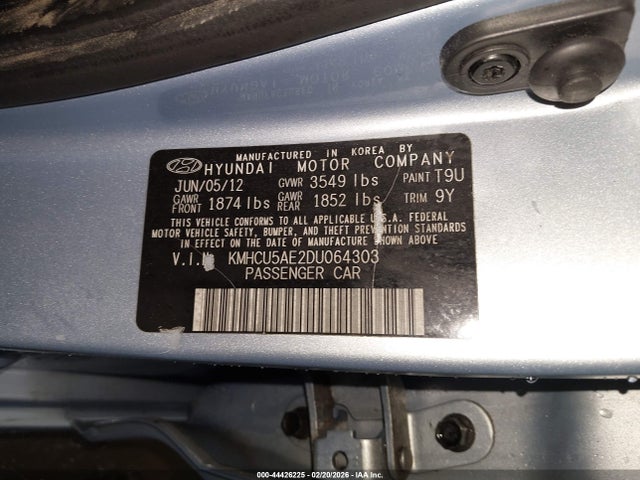 MANUFACTURED IN KOREA BY
HYUNDAI MOTOR COMPANY
JUN/05/12 GVWR 3549 lbs PAINT T9U
GAWR FRONT 1874 lbs GAWR REAR 1852 lbs TRIM 9Y
THIS VEHICLE CONFORMS TO ALL APPLICABLE U.S.A. FEDERAL
MOTOR VEHICLE SAFETY, BUMPER, AND THEFT PREVENTION STANDARDS
IN EFFECT ON THE DATE OF MANUFACTURE SHOWN ABOVE
V.I.N KMHCU5AE2DU064303
PASSENGER CAR
000-44426225 - 02/20/2026 - IAA Inc.